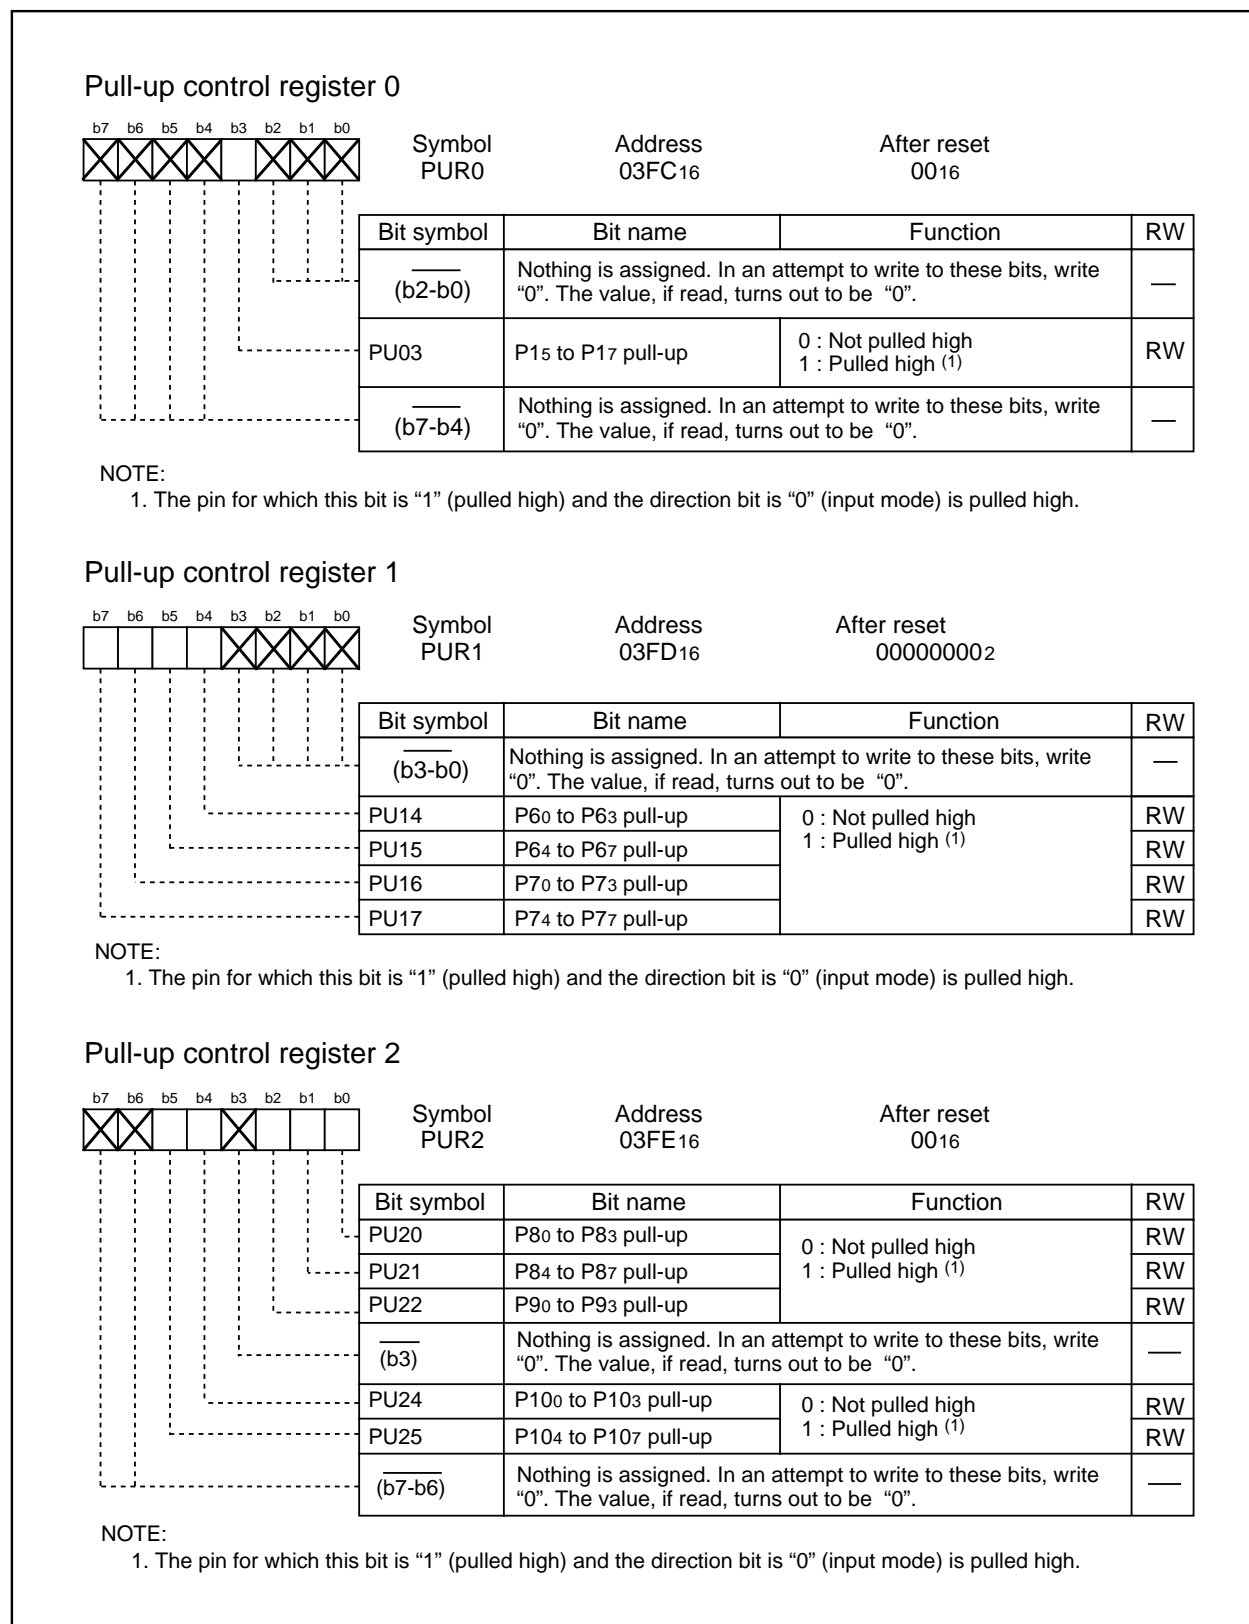 Pull-up control register 0
b7 b6 b5 b4 b3 b2 b1 b0
Symbol Address After reset
PUR0 03FC16 0016
Bit symbol Bit name Function RW
(b2-b0) Nothing is assigned. In an attempt to write to these bits, write “0”. The value, if read, turns out to be “0”. —
PU03 P15 to P17 pull-up 0 : Not pulled high RW
1 : Pulled high (1)
(b7-b4) Nothing is assigned. In an attempt to write to these bits, write “0”. The value, if read, turns out to be “0”. —
NOTE:
1. The pin for which this bit is “1” (pulled high) and the direction bit is “0” (input mode) is pulled high.
Pull-up control register 1
b7 b6 b5 b4 b3 b2 b1 b0
Symbol Address After reset
PUR1 03FD16 000000002
Bit symbol Bit name Function RW
(b3-b0) Nothing is assigned. In an attempt to write to these bits, write “0”. The value, if read, turns out to be “0”. —
PU14 P60 to P63 pull-up 0 : Not pulled high RW
1 : Pulled high (1)
PU15 P64 to P67 pull-up RW
PU16 P70 to P73 pull-up RW
PU17 P74 to P77 pull-up RW
NOTE:
1. The pin for which this bit is “1” (pulled high) and the direction bit is “0” (input mode) is pulled high.
Pull-up control register 2
b7 b6 b5 b4 b3 b2 b1 b0
Symbol Address After reset
PUR2 03FE16 0016
Bit symbol Bit name Function RW
PU20 P80 to P83 pull-up 0 : Not pulled high RW
PU21 P84 to P87 pull-up 1 : Pulled high (1) RW
PU22 P90 to P93 pull-up RW
(b3) Nothing is assigned. In an attempt to write to these bits, write “0”. The value, if read, turns out to be “0”. —
PU24 P100 to P103 pull-up 0 : Not pulled high RW
PU25 P104 to P107 pull-up 1 : Pulled high (1) RW
(b7-b6) Nothing is assigned. In an attempt to write to these bits, write “0”. The value, if read, turns out to be “0”. —
NOTE:
1. The pin for which this bit is “1” (pulled high) and the direction bit is “0” (input mode) is pulled high.